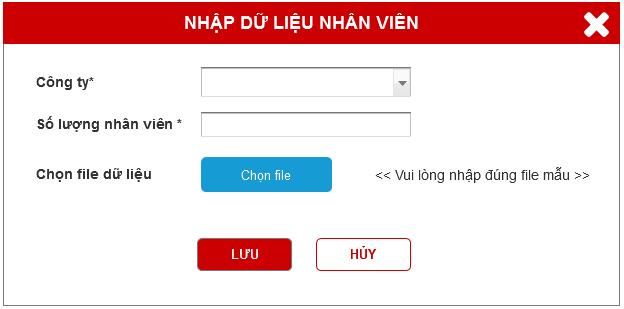 NHẬP DỮ LIỆU NHÂN VIÊN
Công ty*
Số lượng nhân viên *
Chọn file dữ liệu
Chọn file
<< Vui lòng nhập đúng file mẫu >>
LƯU
HỦY